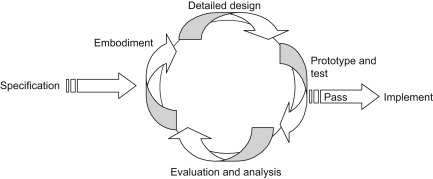 Detailed design
Embodiment
Prototype and
test
Specification
Pass
Implement
Evaluation and analysis